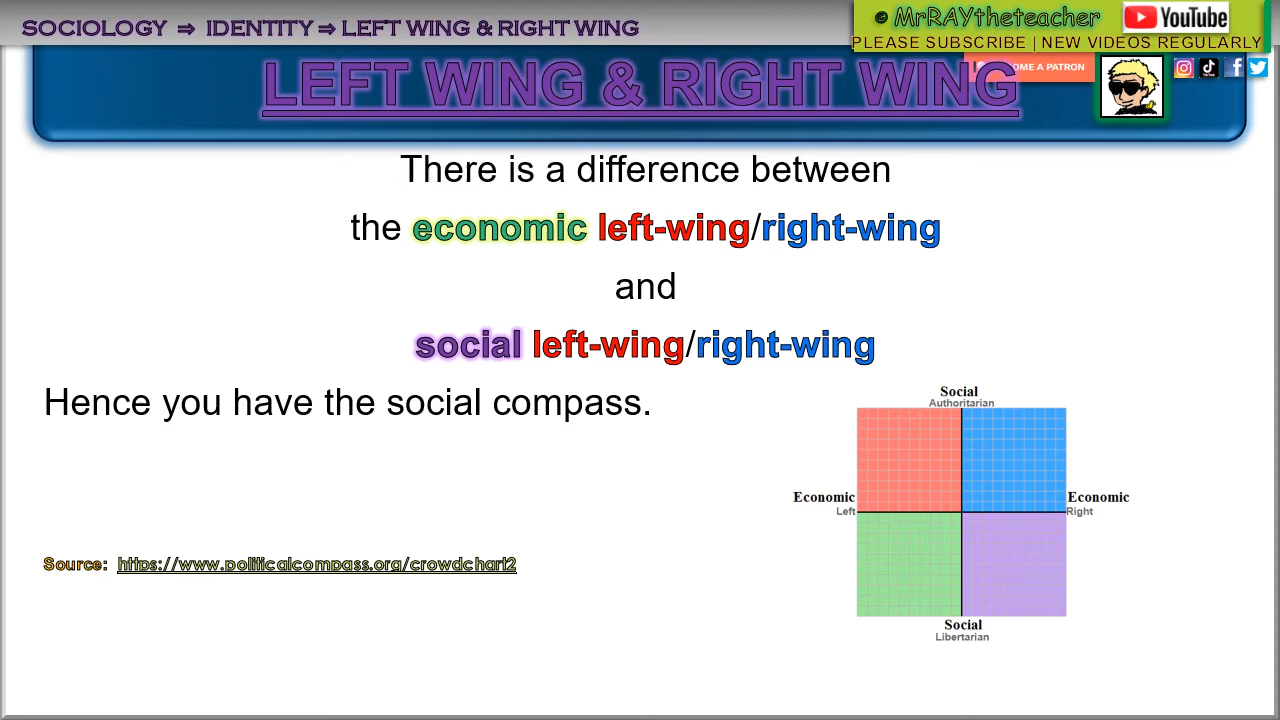 SOCIOLOGY ⇒ IDENTITY ⇒ LEFT WING & RIGHT WING
© MrRAYtheteacher
YouTube
PLEASE SUBSCRIBE | NEW VIDEOS REGULARLY
OME A PATRON
LEFT WING & RIGHT WING
There is a difference between
the economic left-wing/right-wing
and
social left-wing/right-wing
Hence you have the social compass.
Social
Authoritarian
Economic
Left
Economic
Right
Source: https://www.politicalcompass.org/crowdchart2
Social
Libertarian